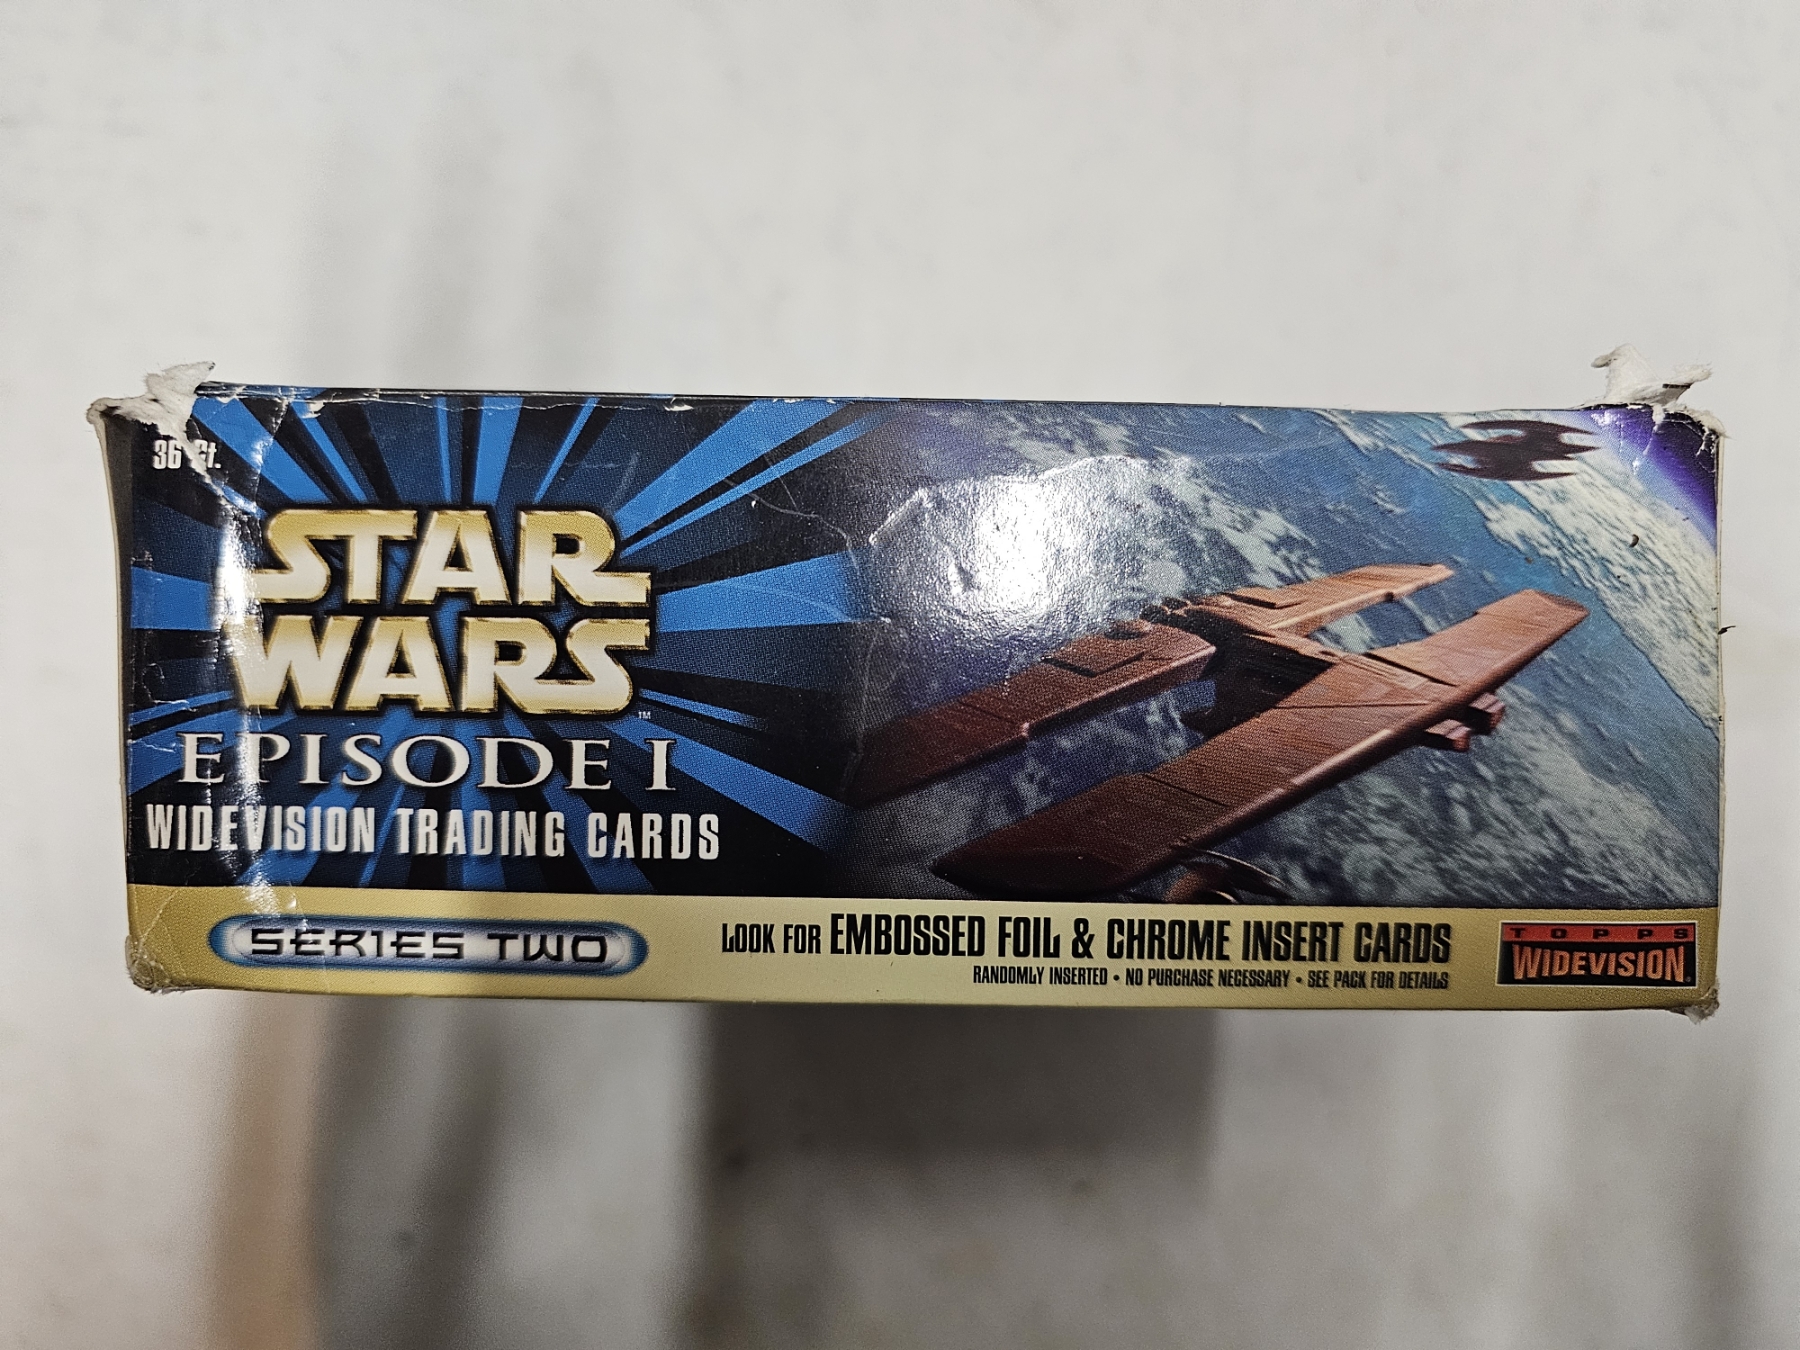 36 Ct.
STAR
WARS
TM
EPISODE I
WIDEVISION TRADING CARDS
SERIES TWO
LOOK FOR EMBOSSED FOIL & CHROME INSERT CARDS
RANDOMLY INSERTED • NO PURCHASE NECESSARY • SEE PACK FOR DETAILS
TOPPS
WIDEVISION®